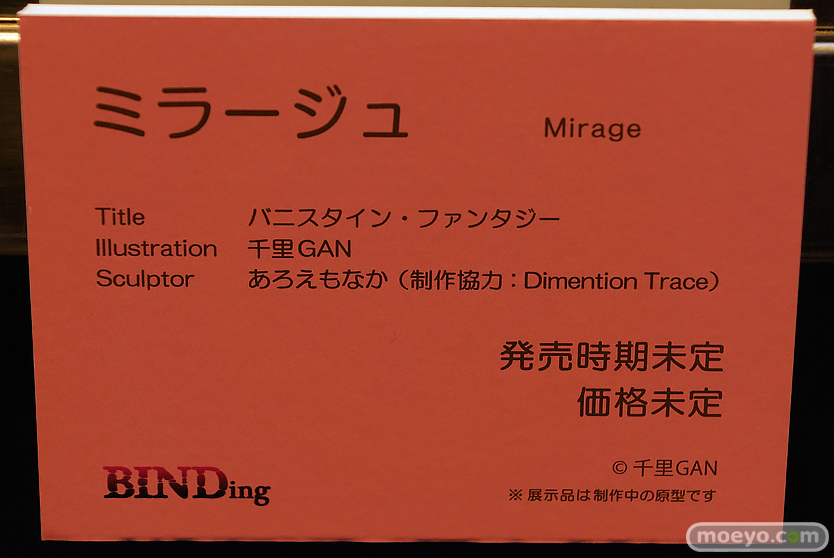 ミラージュ Mirage
Title バニスタイン・ファンタジー
Illustration 千里GAN
Sculptor あろえもなか（制作協力：Dimention Trace）
発売時期未定
価格未定
BINDing
© 千里GAN
※ 展示品は制作中の原型です
moeyo.com